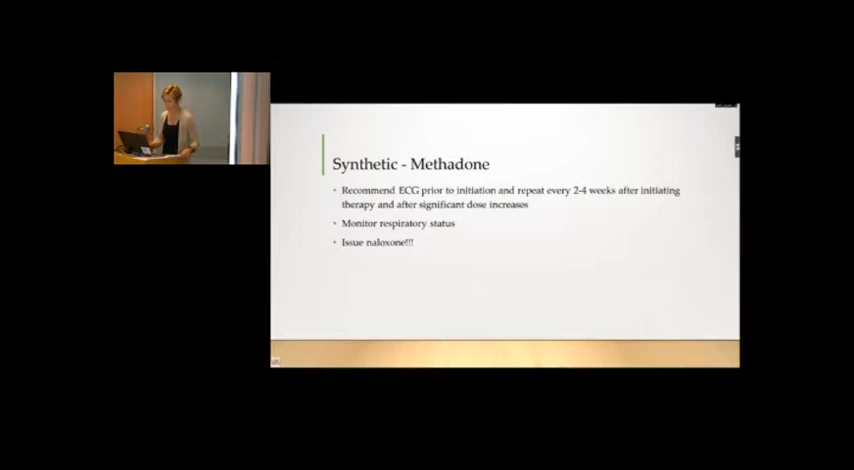 Synthetic - Methadone
• Recommend ECG prior to initiation and repeat every 2-4 weeks after initiating
therapy and after significant dose increases
• Monitor respiratory status
• Issue naloxone!!!